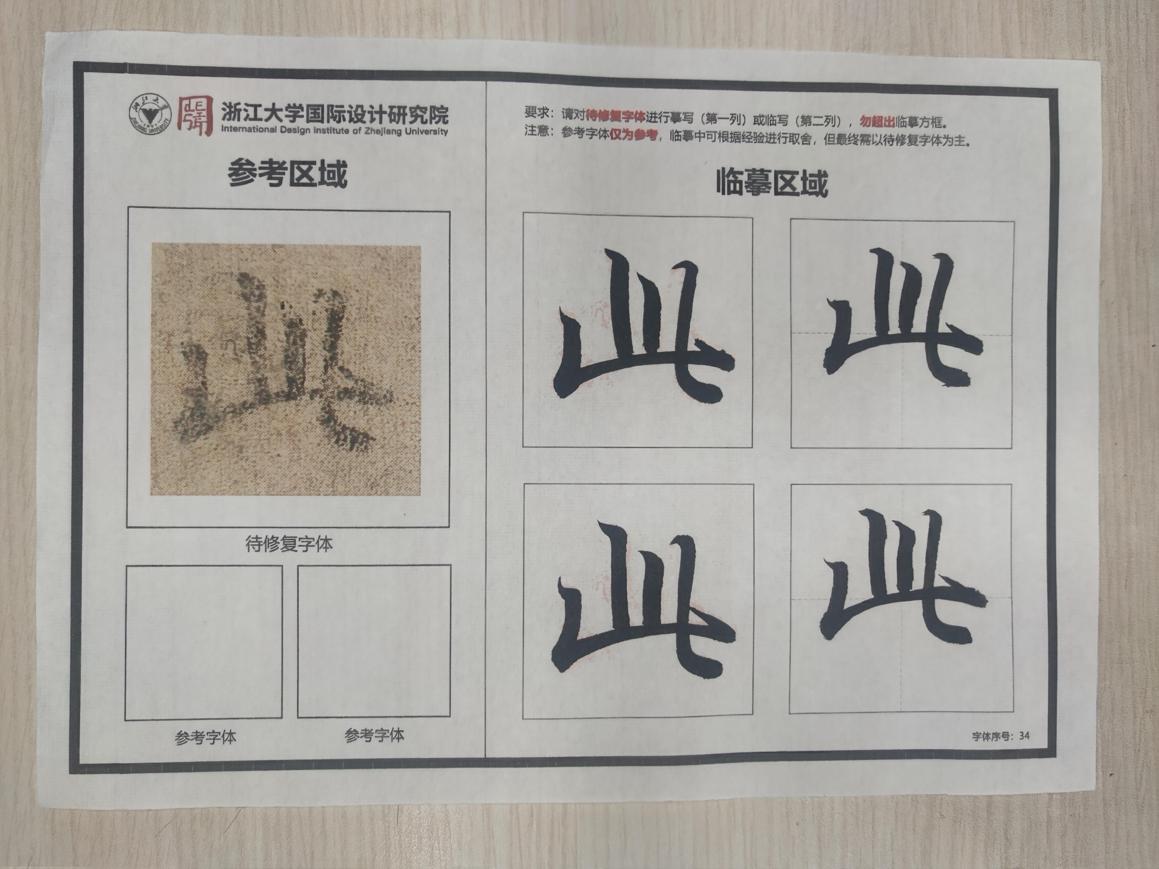 浙江大学国际设计研究院
International Design Institute of Zhejiang University
参考区域
此
待修复字体
参考字体
参考字体
要求：请对待修复字体进行摹写（第一列）或临写（第二列），勿超出临摹方框。
注意：参考字体仅为参考，临摹中可根据经验进行取舍，但最终需以待修复字体为主。
临摹区域
此 此
此 此
字体序号：34